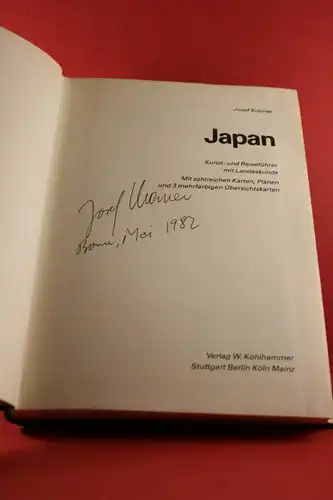 Josef Kreiner
Japan
Kunst- und Reiseführer
mit Landeskunde
Mit zahlreichen Karten, Plänen
und 3 mehrfarbigen Übersichtskarten
Josef Kreiner
Bonn, Mai 1982
Verlag W. Kohlhammer
Stuttgart Berlin Köln Mainz